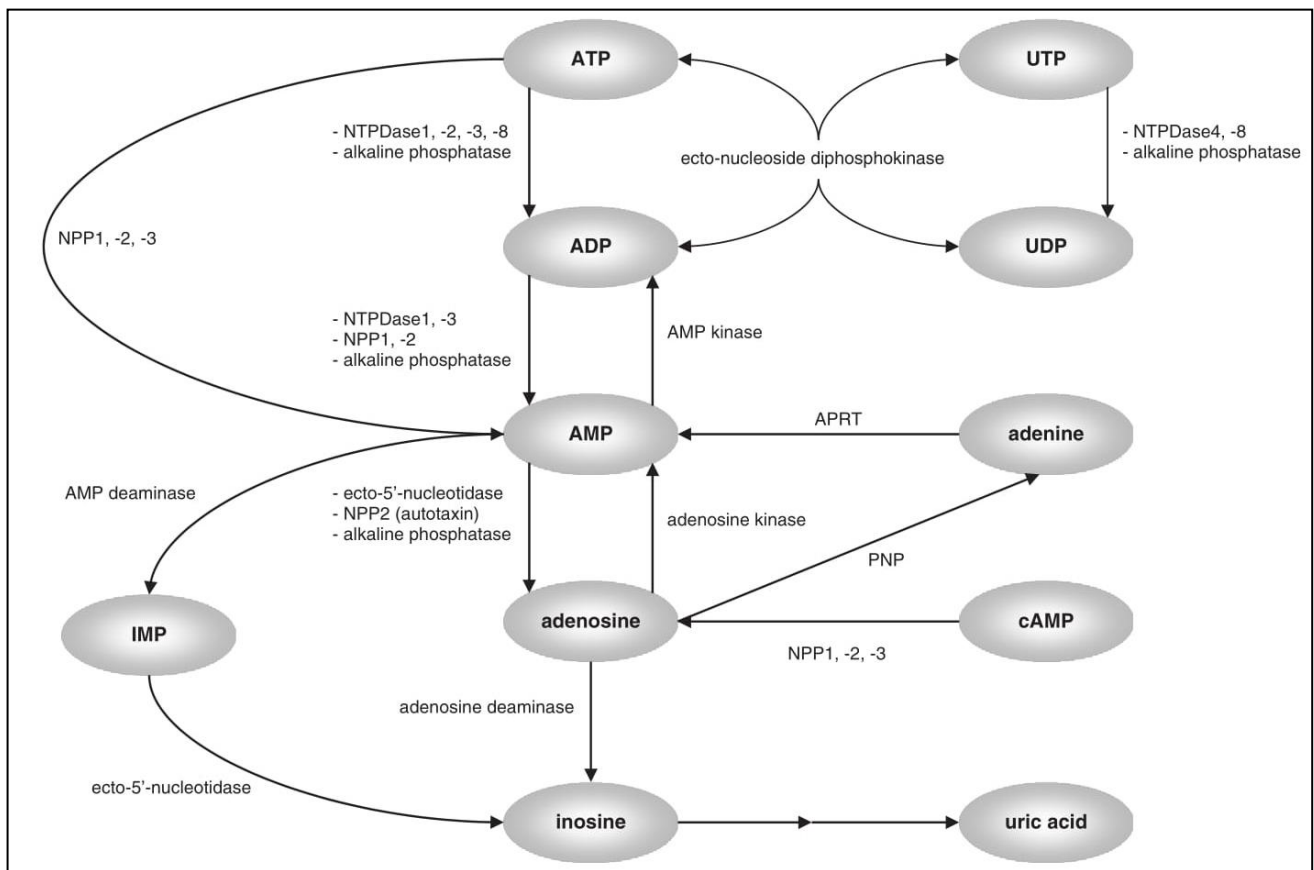 ATP
UTP
- NTPDase1, -2, -3, -8
- alkaline phosphatase
ecto-nucleoside diphosphokinase
- NTPDase4, -8
- alkaline phosphatase
NPP1, -2, -3
ADP
UDP
- NTPDase1, -3
- NPP1, -2
- alkaline phosphatase
AMP kinase
AMP
APRT
adenine
AMP deaminase
- ecto-5'-nucleotidase
- NPP2 (autotaxin)
- alkaline phosphatase
adenosine kinase
PNP
IMP
adenosine
cAMP
NPP1, -2, -3
adenosine deaminase
ecto-5'-nucleotidase
inosine
uric acid